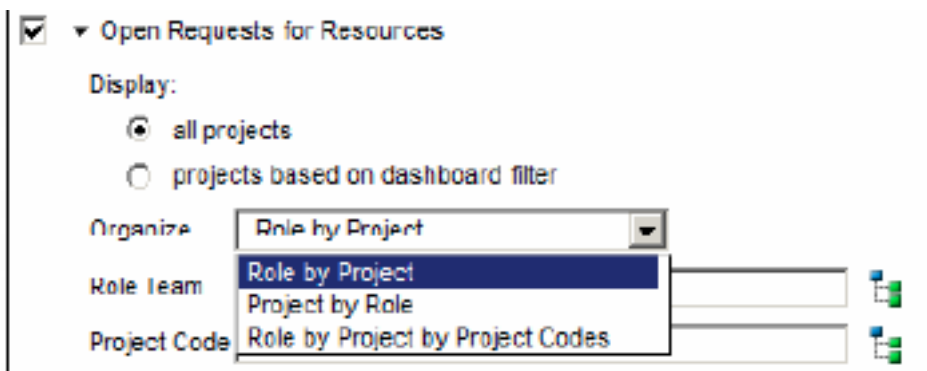 Open Requests for Resources
Display:
all projects
projects based on dashboard filter
Organize Role by Project
Role by Project
Role Team
Project by Role
Project Code Role by Project by Project Codes